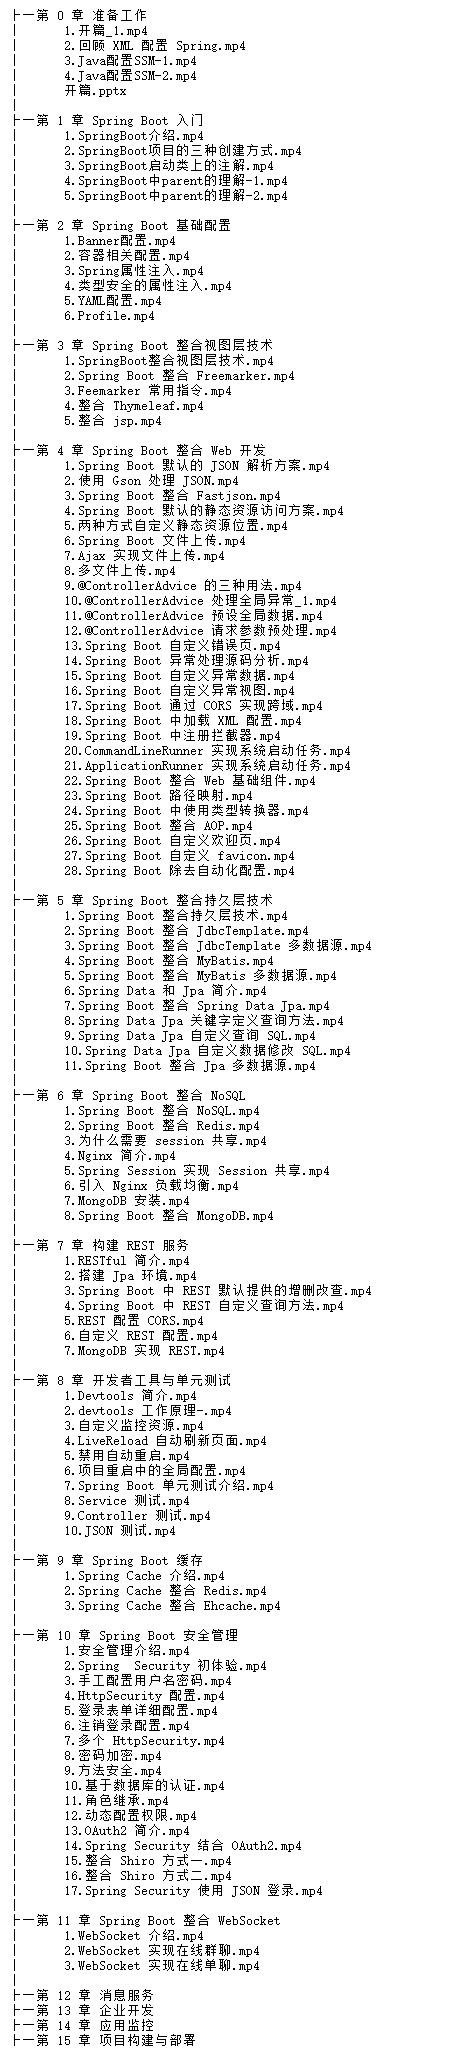 ├─第 0 章 准备工作
│      1.开篇_1.mp4
│      2.回顾 XML 配置 Spring.mp4
│      3.Java配置SSM-1.mp4
│      4.Java配置SSM-2.mp4
│      开篇.pptx
│
├─第 1 章 Spring Boot 入门
│      1.SpringBoot介绍.mp4
│      2.SpringBoot项目的三种创建方式.mp4
│      3.SpringBoot启动类上的注解.mp4
│      4.SpringBoot中parent的理解-1.mp4
│      5.SpringBoot中parent的理解-2.mp4
│
├─第 2 章 Spring Boot 基础配置
│      1.Banner配置.mp4
│      2.容器相关配置.mp4
│      3.Spring属性注入.mp4
│      4.类型安全的属性注入.mp4
│      5.YAML配置.mp4
│      6.Profile.mp4
│
├─第 3 章 Spring Boot 整合视图层技术
│      1.SpringBoot整合视图层技术.mp4
│      2.Spring Boot 整合 Freemarker.mp4
│      3.Feemarker 常用指令.mp4
│      4.整合 Thymeleaf.mp4
│      5.整合 jsp.mp4
│
├─第 4 章 Spring Boot 整合 Web 开发
│      1.Spring Boot 默认的 JSON 解析方案.mp4
│      2.使用 Gson 处理 JSON.mp4
│      3.Spring Boot 整合 Fastjson.mp4
│      4.Spring Boot 默认的静态资源访问方案.mp4
│      5.两种方式自定义静态资源位置.mp4
│      6.Spring Boot 文件上传.mp4
│      7.Ajax 实现文件上传.mp4
│      8.多文件上传.mp4
│      9.@ControllerAdvice 的三种用法.mp4
│      10.@ControllerAdvice 处理全局异常_1.mp4
│      11.@ControllerAdvice 预设全局数据.mp4
│      12.@ControllerAdvice 请求参数预处理.mp4
│      13.Spring Boot 自定义错误页.mp4
│      14.Spring Boot 异常处理源码分析.mp4
│      15.Spring Boot 自定义异常数据.mp4
│      16.Spring Boot 自定义异常视图.mp4
│      17.Spring Boot 通过 CORS 实现跨域.mp4
│      18.Spring Boot 中加载 XML 配置.mp4
│      19.Spring Boot 中注册拦截器.mp4
│      20.CommandLineRunner 实现系统启动任务.mp4
│      21.ApplicationRunner 实现系统启动任务.mp4
│      22.Spring Boot 整合 Web 基础组件.mp4
│      23.Spring Boot 路径映射.mp4
│      24.Spring Boot 中使用类型转换器.mp4
│      25.Spring Boot 整合 AOP.mp4
│      26.Spring Boot 自定义欢迎页.mp4
│      27.Spring Boot 自定义 favicon.mp4
│      28.Spring Boot 除去自动化配置.mp4
│
├─第 5 章 Spring Boot 整合持久层技术
│      1.Spring Boot 整合持久层技术.mp4
│      2.Spring Boot 整合 JdbcTemplate.mp4
│      3.Spring Boot 整合 JdbcTemplate 多数据源.mp4
│      4.Spring Boot 整合 MyBatis.mp4
│      5.Spring Boot 整合 MyBatis 多数据源.mp4
│      6.Spring Data 和 Jpa 简介.mp4
│      7.Spring Boot 整合 Spring Data Jpa.mp4
│      8.Spring Data Jpa 关键字定义查询方法.mp4
│      9.Spring Data Jpa 自定义查询 SQL.mp4
│      10.Spring Data Jpa 自定义数据修改 SQL.mp4
│      11.Spring Boot 整合 Jpa 多数据源.mp4
│
├─第 6 章 Spring Boot 整合 NoSQL
│      1.Spring Boot 整合 NoSQL.mp4
│      2.Spring Boot 整合 Redis.mp4
│      3.为什么需要 session 共享.mp4
│      4.Nginx 简介.mp4
│      5.Spring Session 实现 Session 共享.mp4
│      6.引入 Nginx 负载均衡.mp4
│      7.MongoDB 安装.mp4
│      8.Spring Boot 整合 MongoDB.mp4
│
├─第 7 章 构建 REST 服务
│      1.RESTful 简介.mp4
│      2.搭建 Jpa 环境.mp4
│      3.Spring Boot 中 REST 默认提供的增删改查.mp4
│      4.Spring Boot 中 REST 自定义查询方法.mp4
│      5.REST 配置 CORS.mp4
│      6.自定义 REST 配置.mp4
│      7.MongoDB 实现 REST.mp4
│
├─第 8 章 开发者工具与单元测试
│      1.Devtools 简介.mp4
│      2.devtools 工作原理-.mp4
│      3.自定义监控资源.mp4
│      4.LiveReload 自动刷新页面.mp4
│      5.禁用自动重启.mp4
│      6.项目重启中的全局配置.mp4
│      7.Spring Boot 单元测试介绍.mp4
│      8.Service 测试.mp4
│      9.Controller 测试.mp4
│      10.JSON 测试.mp4
│
├─第 9 章 Spring Boot 缓存
│      1.Spring Cache 介绍.mp4
│      2.Spring Cache 整合 Redis.mp4
│      3.Spring Cache 整合 Ehcache.mp4
│
├─第 10 章 Spring Boot 安全管理
│      1.安全管理介绍.mp4
│      2.Spring  Security 初体验.mp4
│      3.手工配置用户名密码.mp4
│      4.HttpSecurity 配置.mp4
│      5.登录表单详细配置.mp4
│      6.注销登录配置.mp4
│      7.多个 HttpSecurity.mp4
│      8.密码加密.mp4
│      9.方法安全.mp4
│      10.基于数据库的认证.mp4
│      11.角色继承.mp4
│      12.动态配置权限.mp4
│      13.OAuth2 简介.mp4
│      14.Spring Security 结合 OAuth2.mp4
│      15.整合 Shiro 方式一.mp4
│      16.整合 Shiro 方式二.mp4
│      17.Spring Security 使用 JSON 登录.mp4
│
├─第 11 章 Spring Boot 整合 WebSocket
│      1.WebSocket 介绍.mp4
│      2.WebSocket 实现在线群聊.mp4
│      3.WebSocket 实现在线单聊.mp4
│
├─第 12 章 消息服务
├─第 13 章 企业开发
├─第 14 章 应用监控
├─第 15 章 项目构建与部署